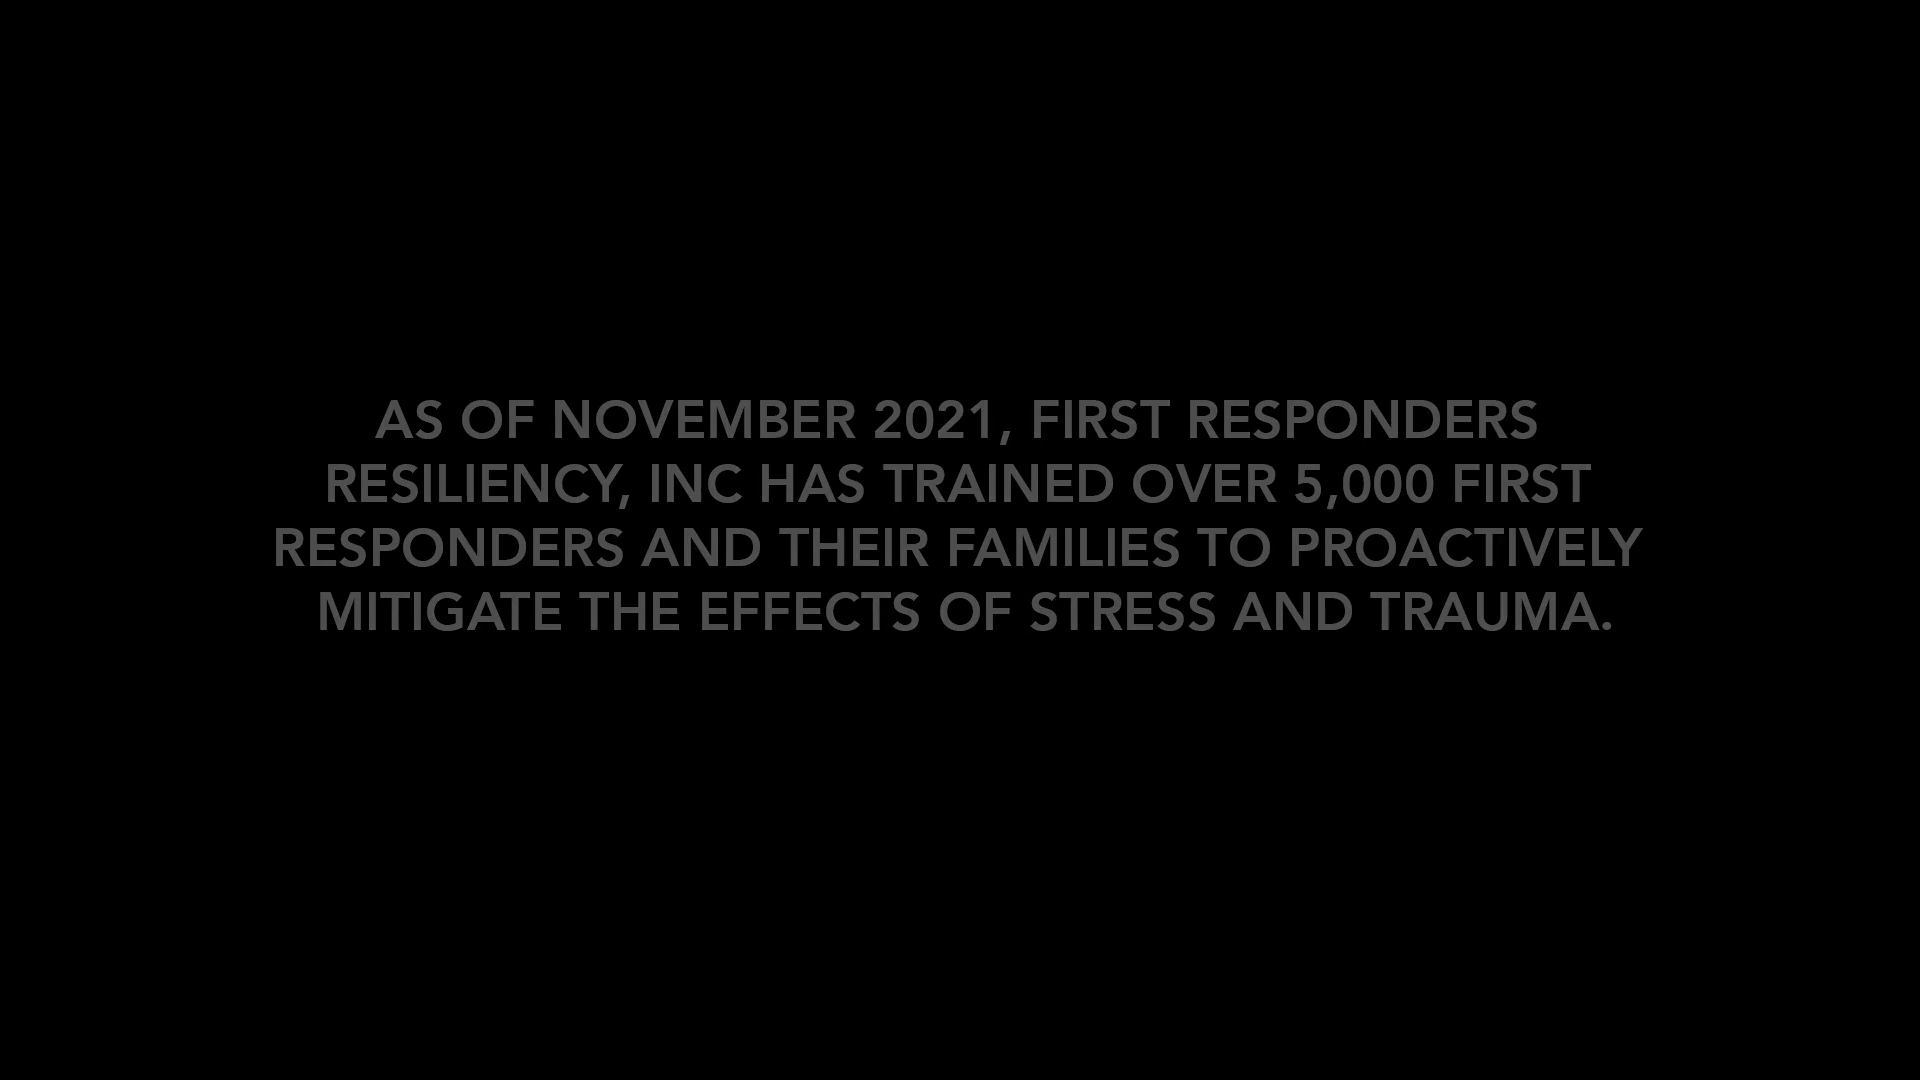 AS OF NOVEMBER 2021, FIRST RESPONDERS
RESILIENCY, INC HAS TRAINED OVER 5,000 FIRST
RESPONDERS AND THEIR FAMILIES TO PROACTIVELY
MITIGATE THE EFFECTS OF STRESS AND TRAUMA.